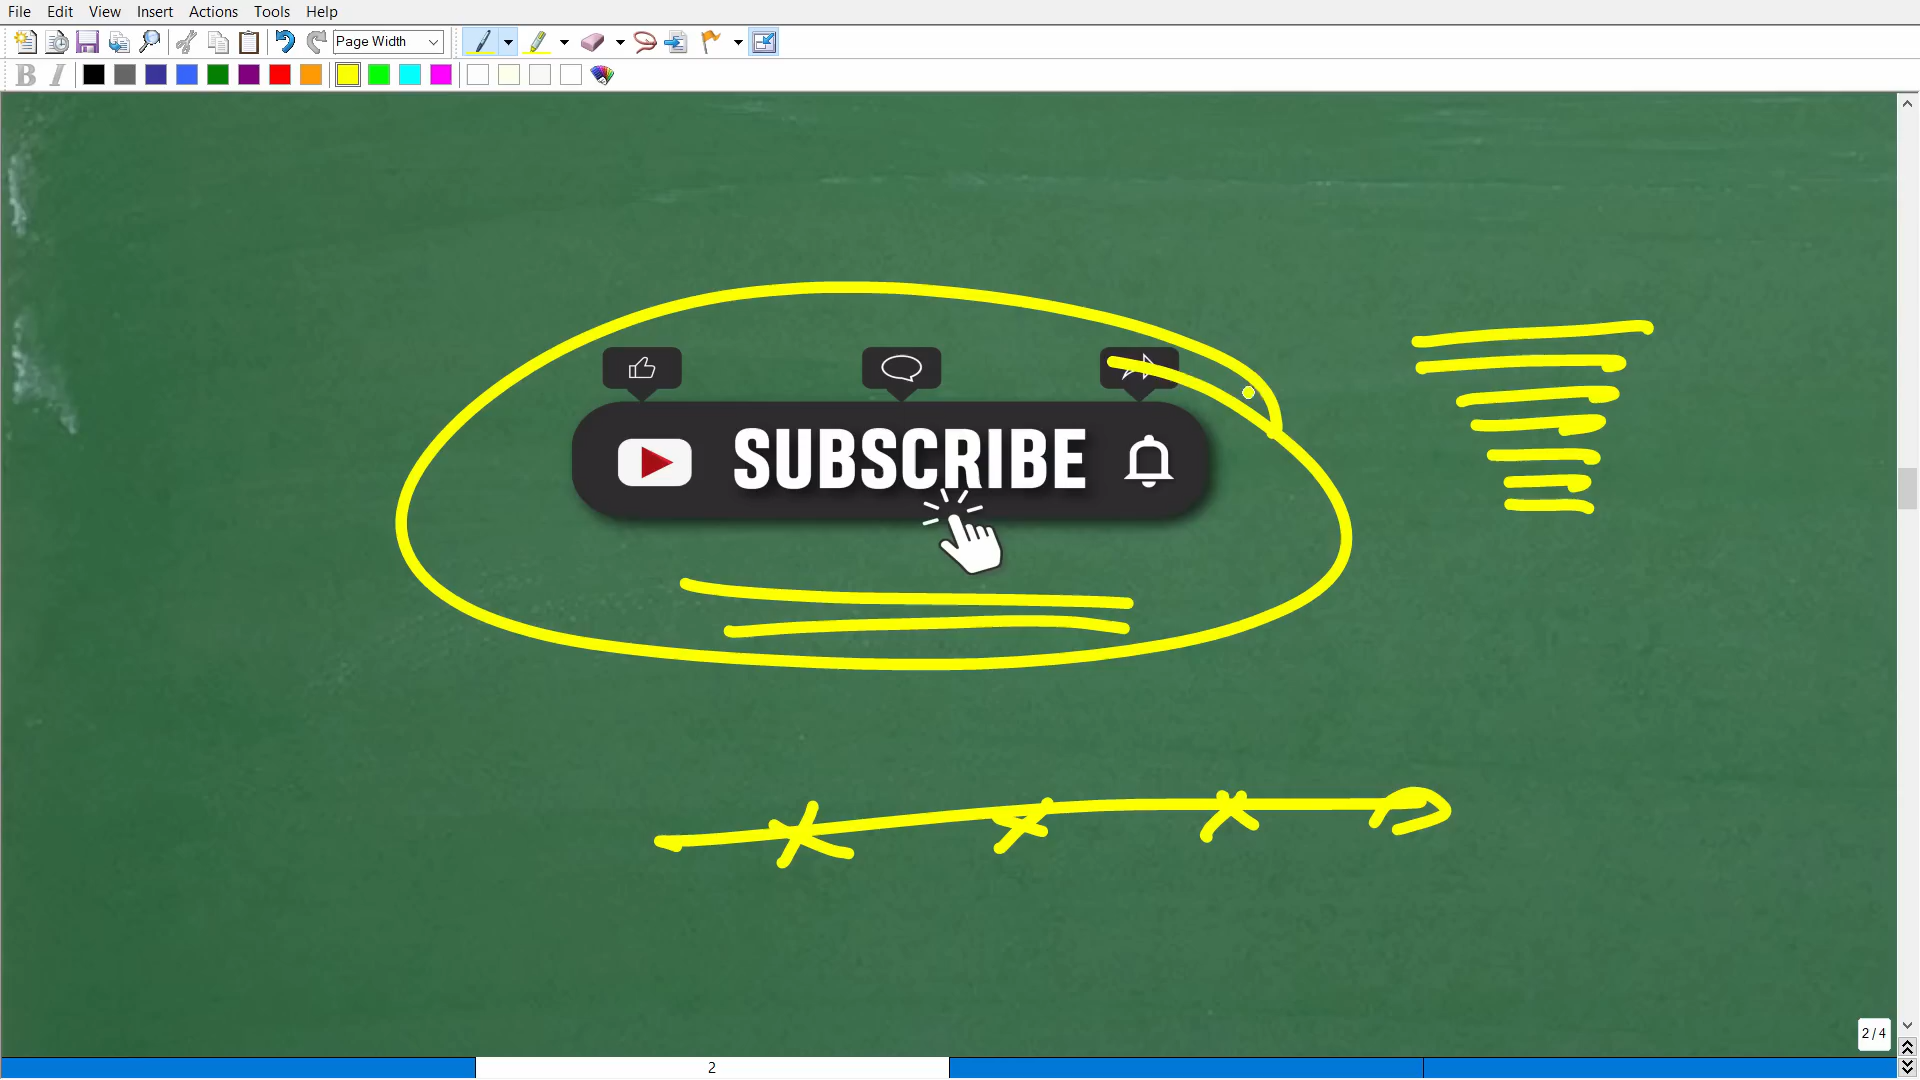 File Edit View Insert Actions Tools Help
Page Width
B I
SUBSCRIBE
2 / 4
2